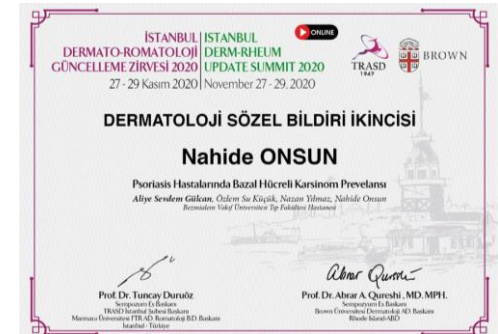 İSTANBUL
DERMATO-ROMATOLOJİ
GÜNCELLEME ZİRVESİ 2020
27 - 29 Kasım 2020
ISTANBUL
DERM-RHEUM
UPDATE SUMMIT 2020
November 27 - 29. 2020
ONLINE
TRASD
1947
BROWN
DERMATOLOJİ SÖZEL BİLDİRİ İKİNCİSİ
Nahide ONSUN
Psoriasis Hastalarında Bazal Hücreli Karsinom Prevelansı
Aliye Sevdem Gülcan, Özlem Su Küçük, Nazan Yılmaz, Nahide Onsun
Bezmialem Vakıf Üniversitesi Tıp Fakültesi Hastanesi
Prof. Dr. Tuncay Duruöz
Sempozyum Eş Başkanı
TRASD İstanbul Şubesi Başkanı
Marmara Üniversitesi FTR AD. Romatoloji BD. Başkanı
İstanbul - Türkiye
Prof. Dr. Abrar A. Qureshi , MD. MPH.
Sempozyum Eş Başkanı
Brown Üniversitesi Dermatoloji AD. Başkanı
Rhode Island-ABD